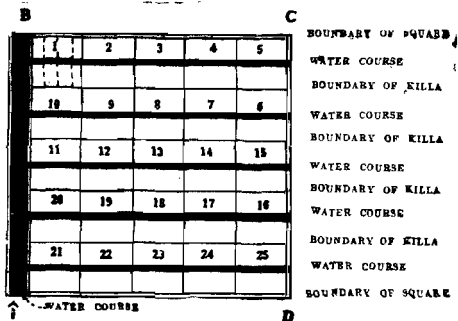 B C
BOUNDARY OF SQUARE
1 2 3 4 5
WATER COURSE
BOUNDARY OF KILLA
10 9 8 7 6
WATER COURSE
BOUNDARY OF KILLA
11 12 13 14 15
WATER COURSE
BOUNDARY OF KILLA
20 19 18 17 16
WATER COURSE
BOUNDARY OF KILLA
21 22 23 24 25
WATER COURSE
BOUNDARY OF SQUARE
WATER COURSE
D